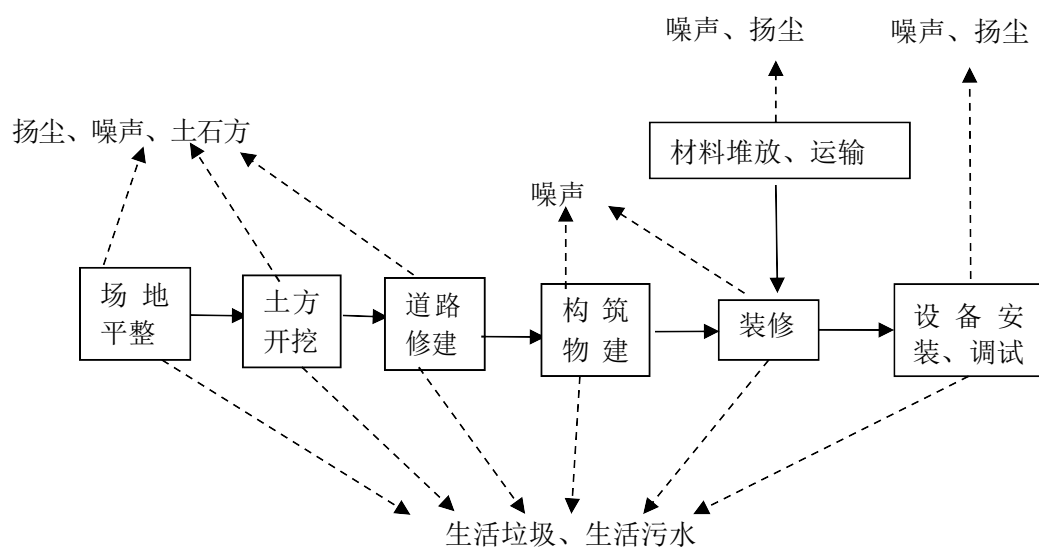 噪声、扬尘
噪声、扬尘
扬尘、噪声、土石方
材料堆放、运输
噪声
场地
平整
土方
开挖
道路
修建
构筑
物建
装修
设备安
装、调试
生活垃圾、生活污水